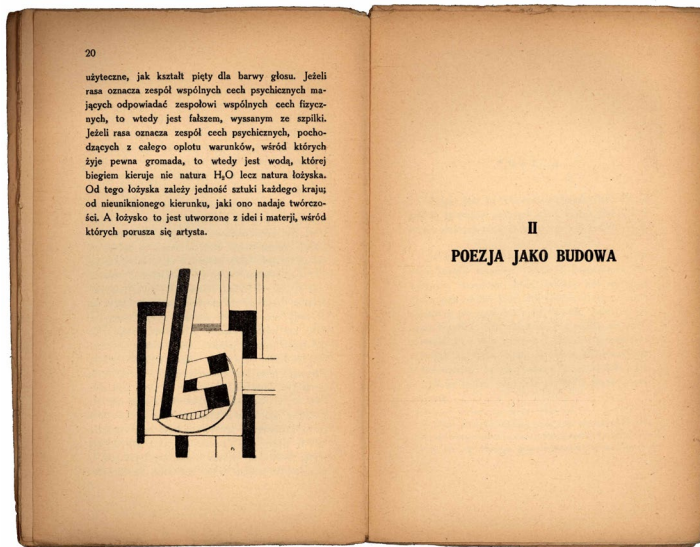 20
użyteczne, jak kształt pięty dla barwy głosu. Jeżeli
rasa oznacza zespół wspólnych cech psychicznych ma-
jących odpowiadać zespołowi wspólnych cech fizycz-
nych, to wtedy jest fałszem, wyssanym ze szpilki.
Jeżeli rasa oznacza zespół cech psychicznych, pocho-
dzących z całego oplotu warunków, wśród których
żyje pewna gromada, to wtedy jest wodą, której
biegiem kieruje nie natura H₂O lecz natura łożyska.
Od tego łożyska zależy jedność sztuki każdego kraju;
od nieuniknionego kierunku, jaki ono nadaje twórczo-
ści. A łożysko to jest utworzone z idei i materji, wśród
których porusza się artysta.
II
POEZJA JAKO BUDOWA